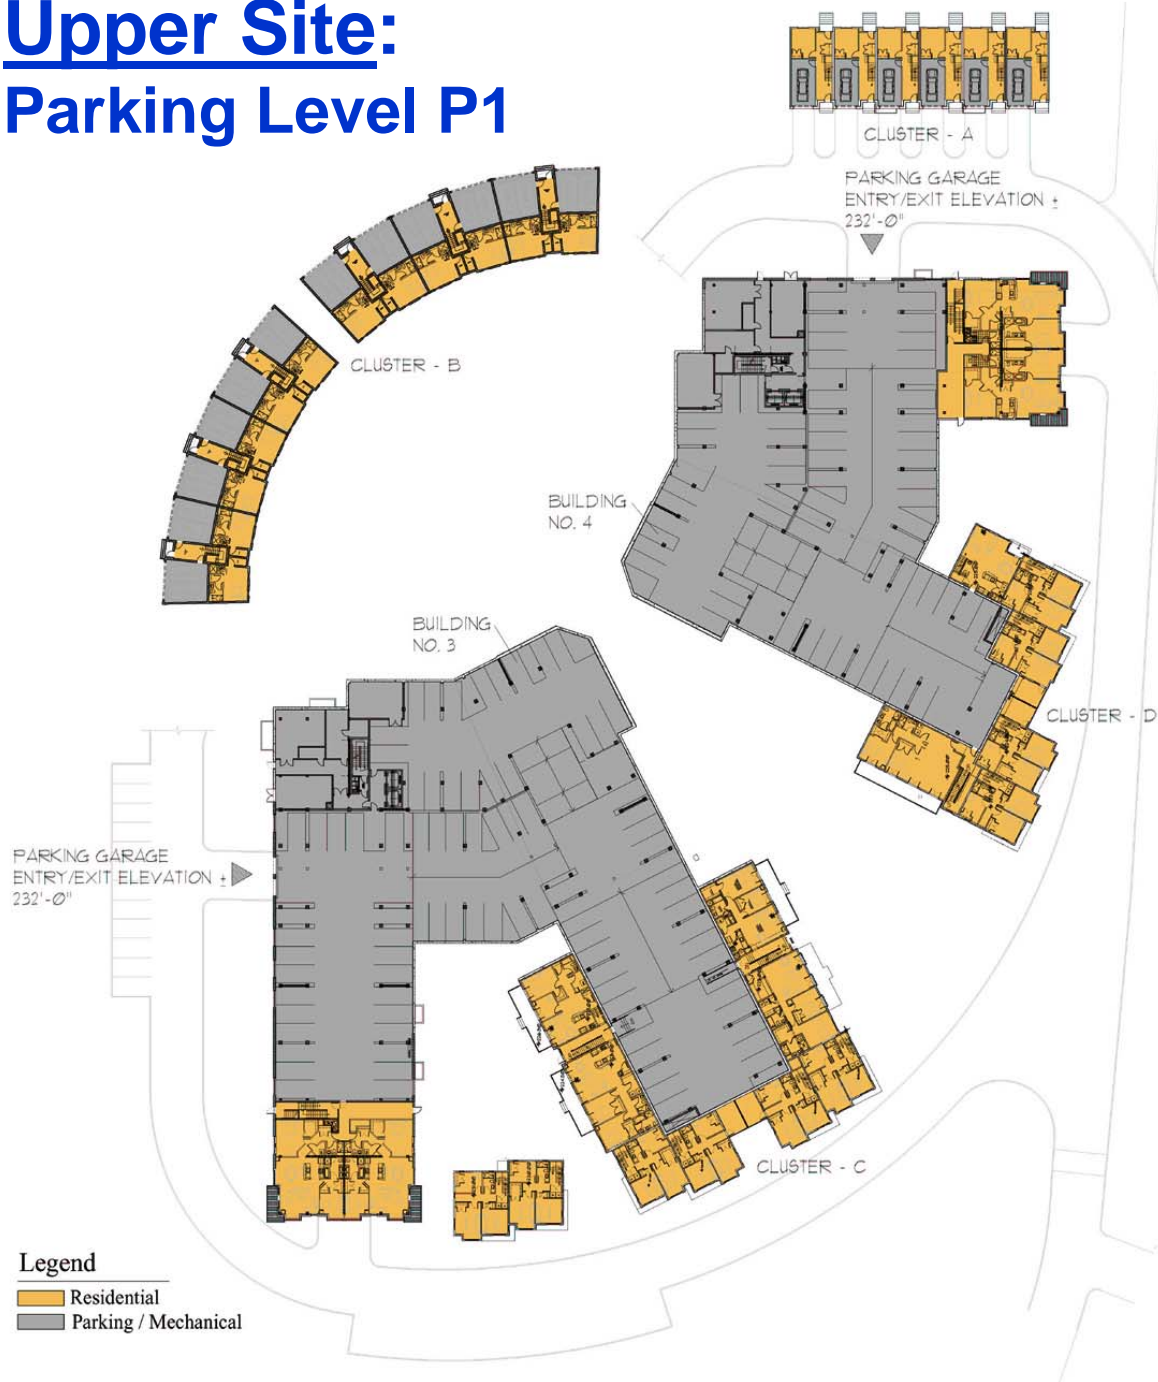 Upper Site:
Parking Level P1
CLUSTER - A
PARKING GARAGE
ENTRY/EXIT ELEVATION ±
232'-0"
CLUSTER - B
BUILDING
NO. 4
BUILDING
NO. 3
CLUSTER - D
PARKING GARAGE
ENTRY/EXIT ELEVATION ±
232'-0"
CLUSTER - C
Legend
Residential
Parking / Mechanical